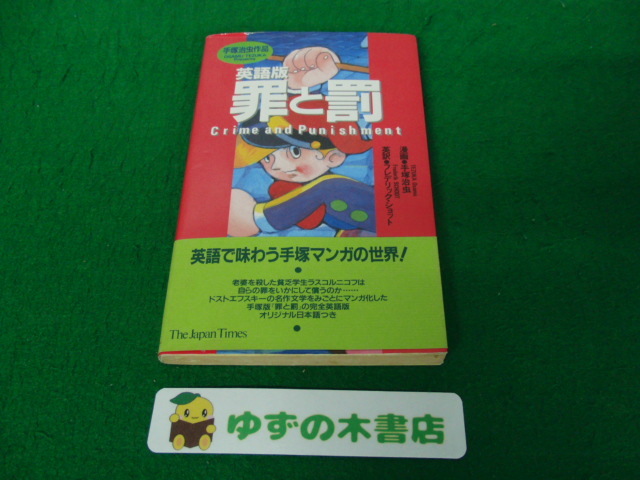 手塚治虫作品
英語版
罪と罰
Crime and Punishment
漫画●手塚治虫
英訳●フレデリック・ショット
英語で味わう手塚マンガの世界!
老婆を殺した貧乏学生ラスコルニコフは
自らの罪をいかにして償うのか……
ドストエフスキーの名作文学をみごとにマンガ化した
手塚版「罪と罰」の完全英語版
オリジナル日本語つき
The Japan Times
ゆずの木書店